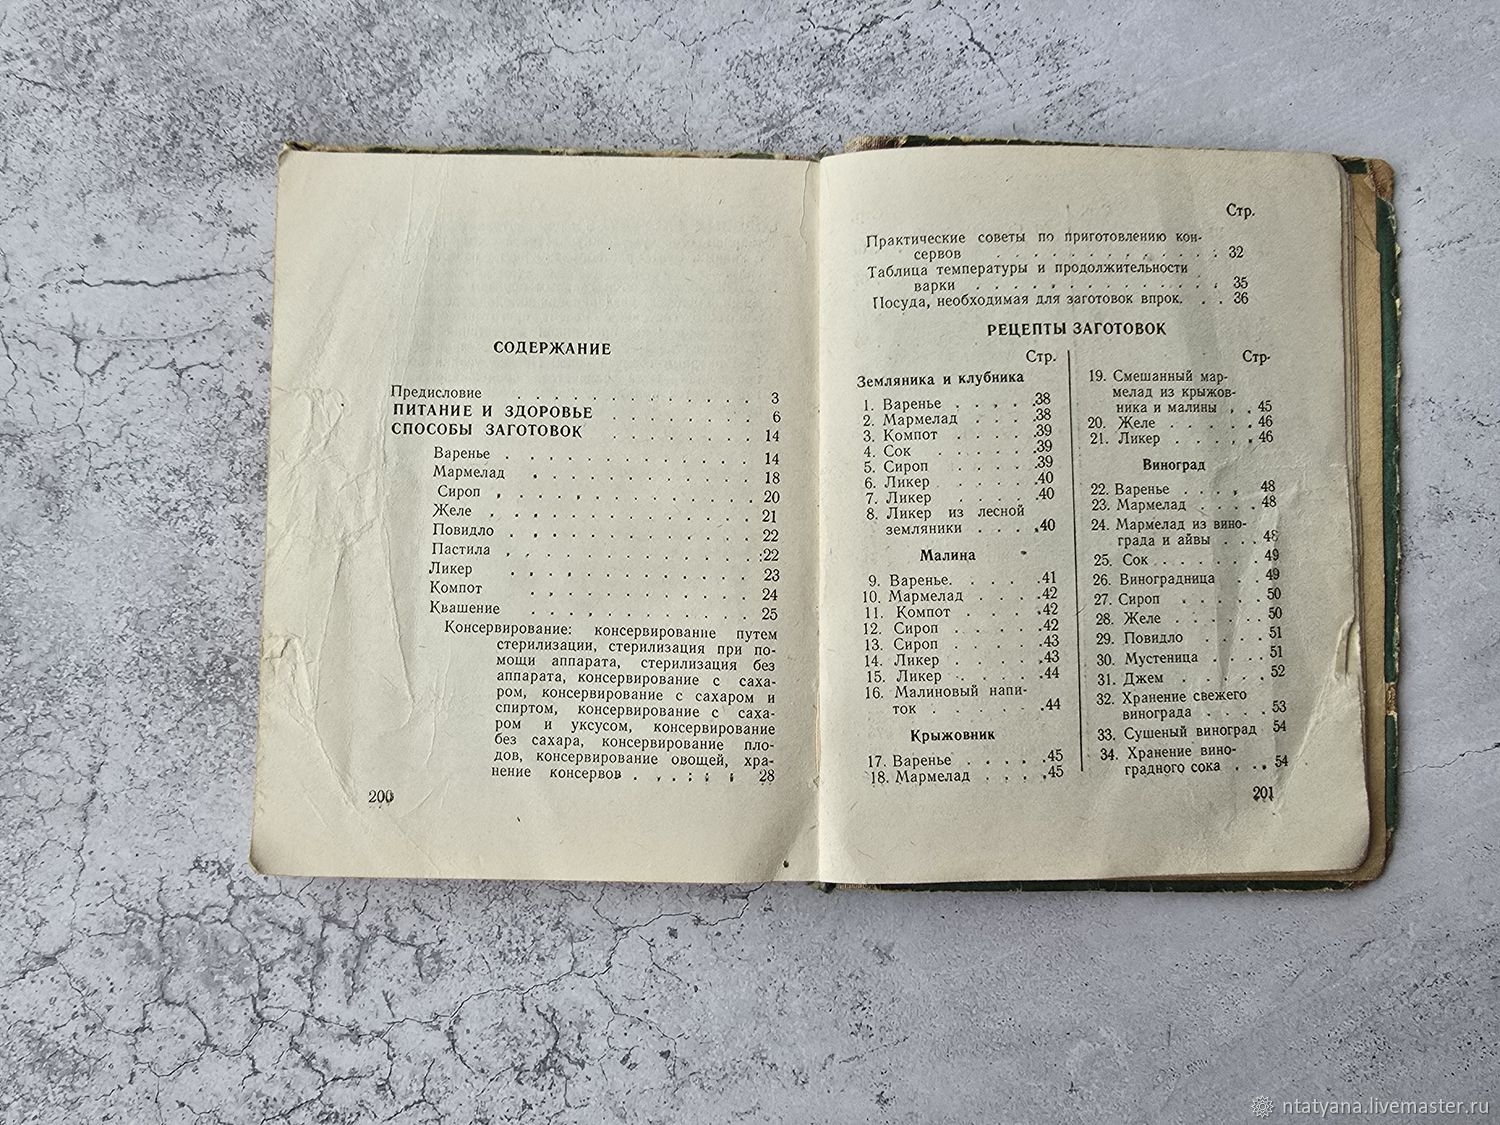 СОДЕРЖАНИЕ
Предисловие . . . . . . . . . . . 3
ПИТАНИЕ И ЗДОРОВЬЕ . . . . . . 6
СПОСОБЫ ЗАГОТОВОК . . . . . . . 14
Варенье . . . . . . . . . . . . 14
Мармелад . . . . . . . . . . . 18
Сироп . . . . . . . . . . . . 20
Желе . . . . . . . . . . . . 21
Повидло . . . . . . . . . . . 22
Пастила . . . . . . . . . . . 22
Ликер . . . . . . . . . . . 23
Компот . . . . . . . . . . . 24
Квашение . . . . . . . . . . 25
Консервирование: консервирование путем
стерилизации, стерилизация при по-
мощи аппарата, стерилизация без
аппарата, консервирование с саха-
ром, консервирование с сахаром и
спиртом, консервирование с саха-
ром и уксусом, консервирование
без сахара, консервирование пло-
дов, консервирование овощей, хра-
нение консервов . . . . . . 28
200
Стр.
Практические советы по приготовлению кон-
сервов . . . . . . . . . . . . 32
Таблица температуры и продолжительности
варки . . . . . . . . . . . . 35
Посуда, необходимая для заготовок впрок. . . 36
РЕЦЕПТЫ ЗАГОТОВОК
Стр.
Земляника и клубника
1. Варенье . . . . .38
2. Мармелад . . . .38
3. Компот . . . . .39
4. Сок . . . . .39
5. Сироп . . . . .39
6. Ликер . . . . .40
7. Ликер . . . . .40
8. Ликер из лесной
земляники . . . .40
Малина
9. Варенье. . . . .41
10. Мармелад . . . .42
11. Компот . . . .42
12. Сироп . . . . .42
13. Сироп . . . . .43
14. Ликер . . . . .43
15. Ликер . . . . .44
16. Малиновый напи-
ток . . . . . .44
Крыжовник
17. Варенье . . . . .45
18. Мармелад . . . .45
Стр.
19. Смешанный мар-
мелад из крыжов-
ника и малины . . 45
20. Желе . . . . . 46
21. Ликер . . . . . 46
Виноград
22. Варенье . . . . 48
23. Мармелад . . . . 48
24. Мармелад из вино-
града и айвы . . . 48
25. Сок . . . . . . 49
26. Виноградница . . 49
27. Сироп . . . . . 50
28. Желе . . . . . 50
29. Повидло . . . . 51
30. Мустеница . . . . 51
31. Джем . . . . . 52
32. Хранение свежего
винограда . . . . 53
33. Сушеный виноград 54
34. Хранение вино-
градного сока . . . 54
201
ntatyana.livemaster.ru